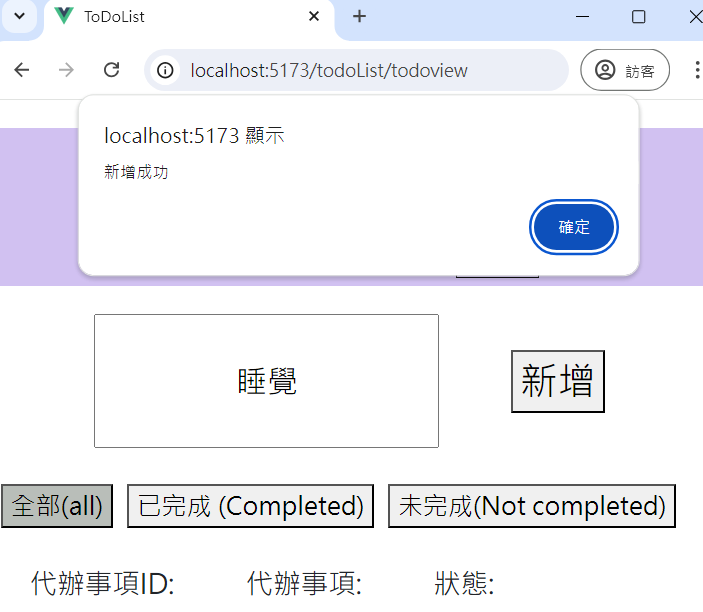 ToDoList
localhost:5173/todoList/todoview
訪客
localhost:5173 顯示
新增成功
確定
睡覺
新增
全部(all) 已完成 (Completed) 未完成(Not completed)
代辦事項ID: 代辦事項: 狀態: